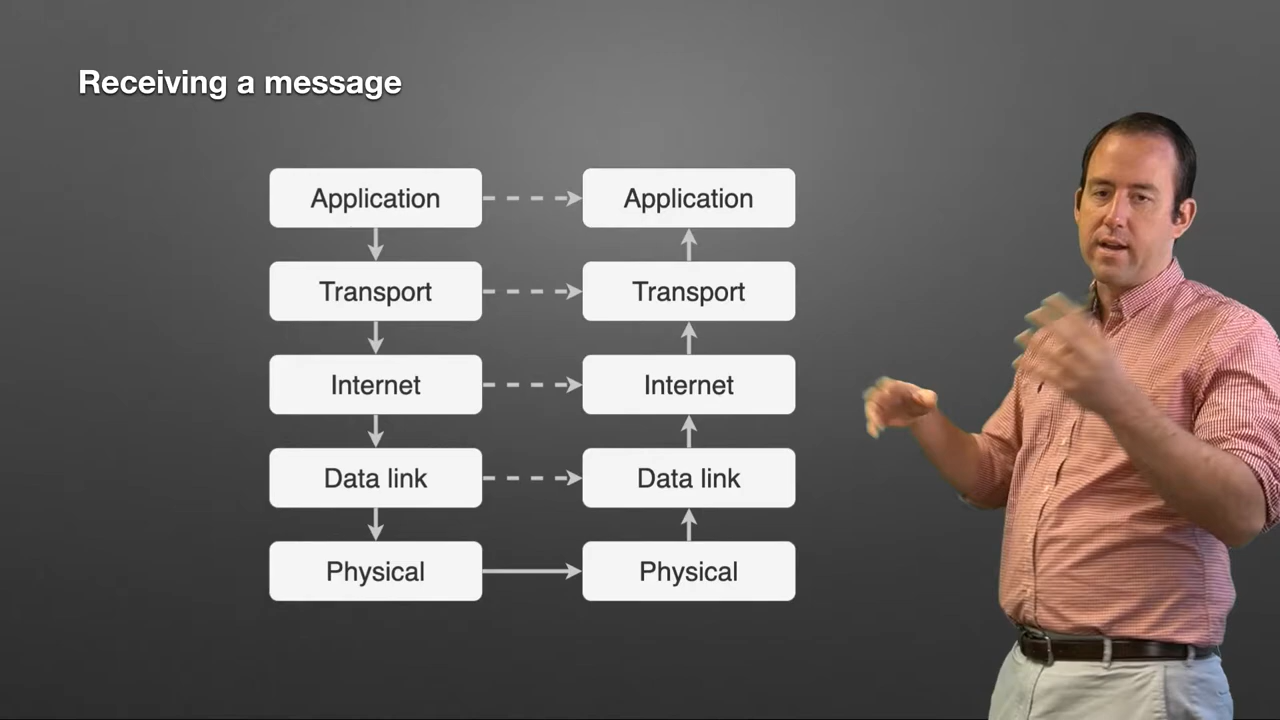 Receiving a message
Application
Application
Transport
Transport
Internet
Internet
Data link
Data link
Physical
Physical